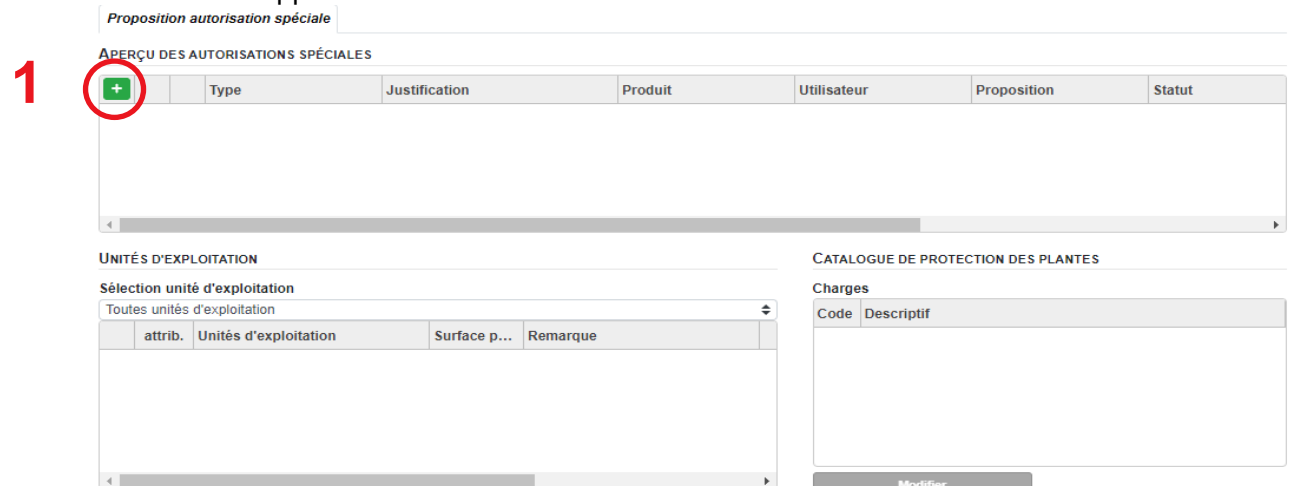 Proposition autorisation spéciale
APERÇU DES AUTORISATIONS SPÉCIALES
1
+ Type Justification Produit Utilisateur Proposition Statut
UNITÉS D'EXPLOITATION
Sélection unité d'exploitation
Toutes unités d'exploitation
attrib. Unités d'exploitation Surface p... Remarque
CATALOGUE DE PROTECTION DES PLANTES
Charges
Code Descriptif
Modifier